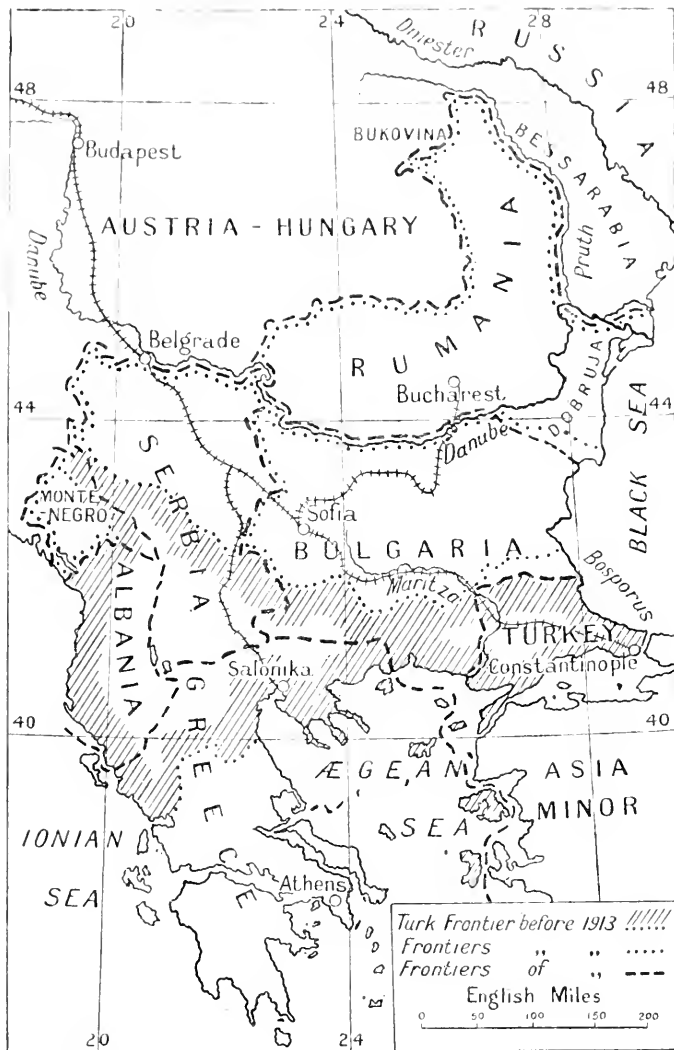 20
28
RUSSIA
Dniester
48
48
BUKOVINA
BESSARABIA
Budapest
AUSTRIA - HUNGARY
Danube
Pruth
RUMANIA
Belgrade
Bucharest
DOBRUJA
44
44
Danube
SERBIA
BLACK SEA
MONTE-
-NEGRO
Sofia
BULGARIA
Bosporus
Maritza
ALBANIA
TURKEY
Constantinople
Salonika
GREECE
40
40
ÆGEAN
SEA
ASIA
MINOR
IONIAN
SEA
Athens
Turk Frontier before 1913
Frontiers „ „
Frontiers of „
English Miles
0 50 100 150 200
20
24